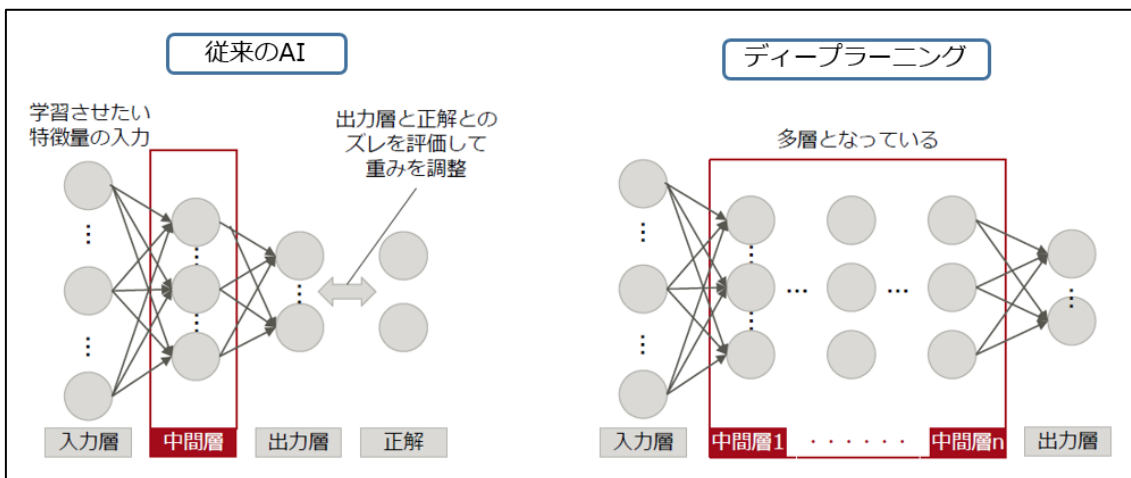 従来のAI
学習させたい
特徴量の入力
出力層と正解との
ズレを評価して
重みを調整
入力層
中間層
出力層
正解
ディープラーニング
多層となっている
入力層
中間層1
・・・・・・
中間層n
出力層